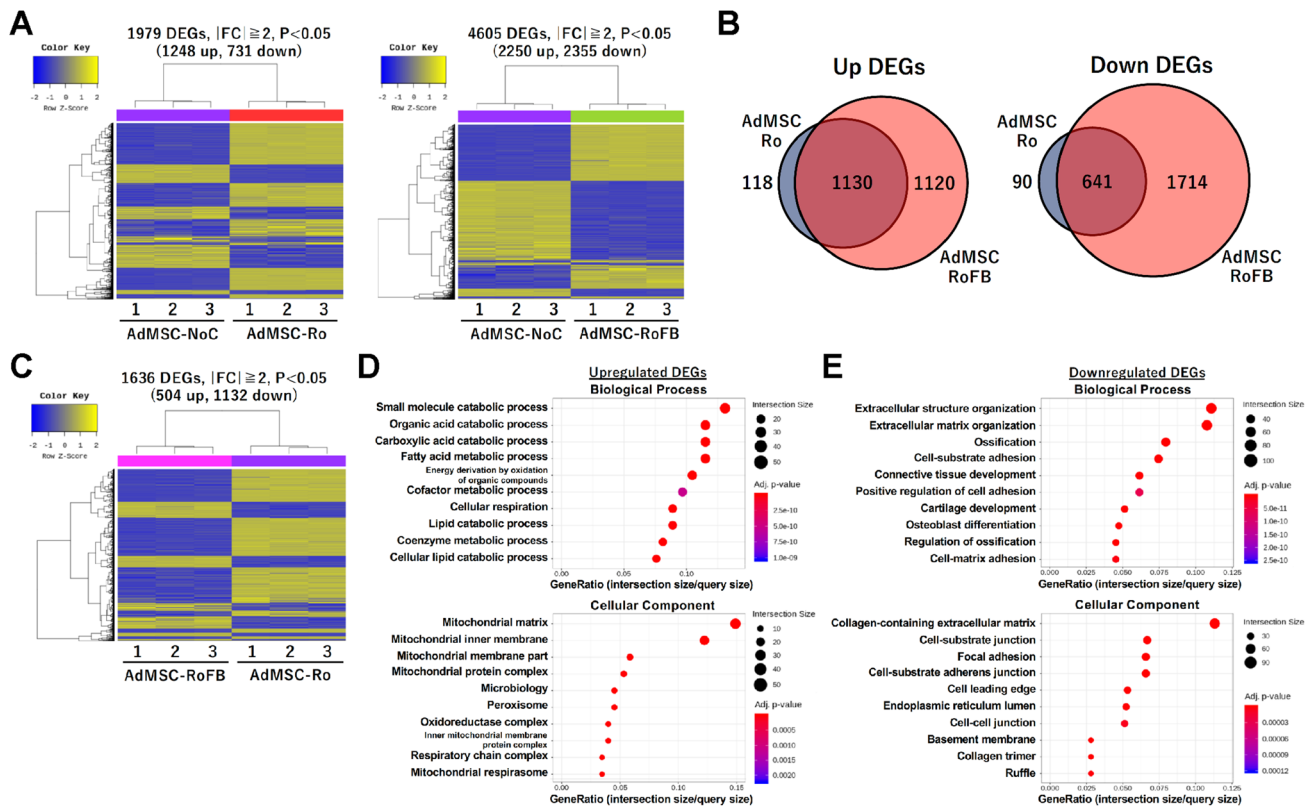 A
1979 DEGs, |FC|≧2, P<0.05
(1248 up, 731 down)
Color Key
-2 -1 0 1 2
Row Z-Score
1 2 3 1 2 3
AdMSC-NoC AdMSC-Ro
4605 DEGs, |FC|≧2, P<0.05
(2250 up, 2355 down)
Color Key
-2 -1 0 1 2
Row Z-Score
1 2 3 1 2 3
AdMSC-NoC AdMSC-RoFB
B
Up DEGs
AdMSC
Ro
118
1130
1120
AdMSC
RoFB
Down DEGs
AdMSC
Ro
90
641
1714
AdMSC
RoFB
C
1636 DEGs, |FC|≧2, P<0.05
(504 up, 1132 down)
Color Key
-2 -1 0 1 2
Row Z-Score
1 2 3 1 2 3
AdMSC-RoFB AdMSC-Ro
D
Upregulated DEGs
Biological Process
Small molecule catabolic process
Organic acid catabolic process
Carboxylic acid catabolic process
Fatty acid metabolic process
Energy derivation by oxidation
of organic compounds
Cofactor metabolic process
Cellular respiration
Lipid catabolic process
Coenzyme metabolic process
Cellular lipid catabolic process
0.00 0.05 0.10
GeneRatio (intersection size/query size)
Intersection Size
20
30
40
50
Adj. p-value
2.5e-10
5.0e-10
7.5e-10
1.0e-09
Cellular Component
Mitochondrial matrix
Mitochondrial inner membrane
Mitochondrial membrane part
Mitochondrial protein complex
Microbiology
Peroxisome
Oxidoreductase complex
Inner mitochondrial membrane
protein complex
Respiratory chain complex
Mitochondrial respirasome
0.00 0.05 0.10 0.15
GeneRatio (intersection size/query size)
Intersection Size
10
20
30
40
50
Adj. p-value
0.0005
0.0010
0.0015
0.0020
E
Downregulated DEGs
Biological Process
Extracellular structure organization
Extracellular matrix organization
Ossification
Cell-substrate adhesion
Connective tissue development
Positive regulation of cell adhesion
Cartilage development
Osteoblast differentiation
Regulation of ossification
Cell-matrix adhesion
0.000 0.025 0.050 0.075 0.100 0.125
GeneRatio (intersection size/query size)
Intersection Size
40
60
80
100
Adj. p-value
5.0e-11
1.0e-10
1.5e-10
2.0e-10
2.5e-10
Cellular Component
Collagen-containing extracellular matrix
Cell-substrate junction
Focal adhesion
Cell-substrate adherens junction
Cell leading edge
Endoplasmic reticulum lumen
Cell-cell junction
Basement membrane
Collagen trimer
Ruffle
0.000 0.025 0.050 0.075 0.100 0.125
GeneRatio (intersection size/query size)
Intersection Size
30
60
90
Adj. p-value
0.00003
0.00006
0.00009
0.00012